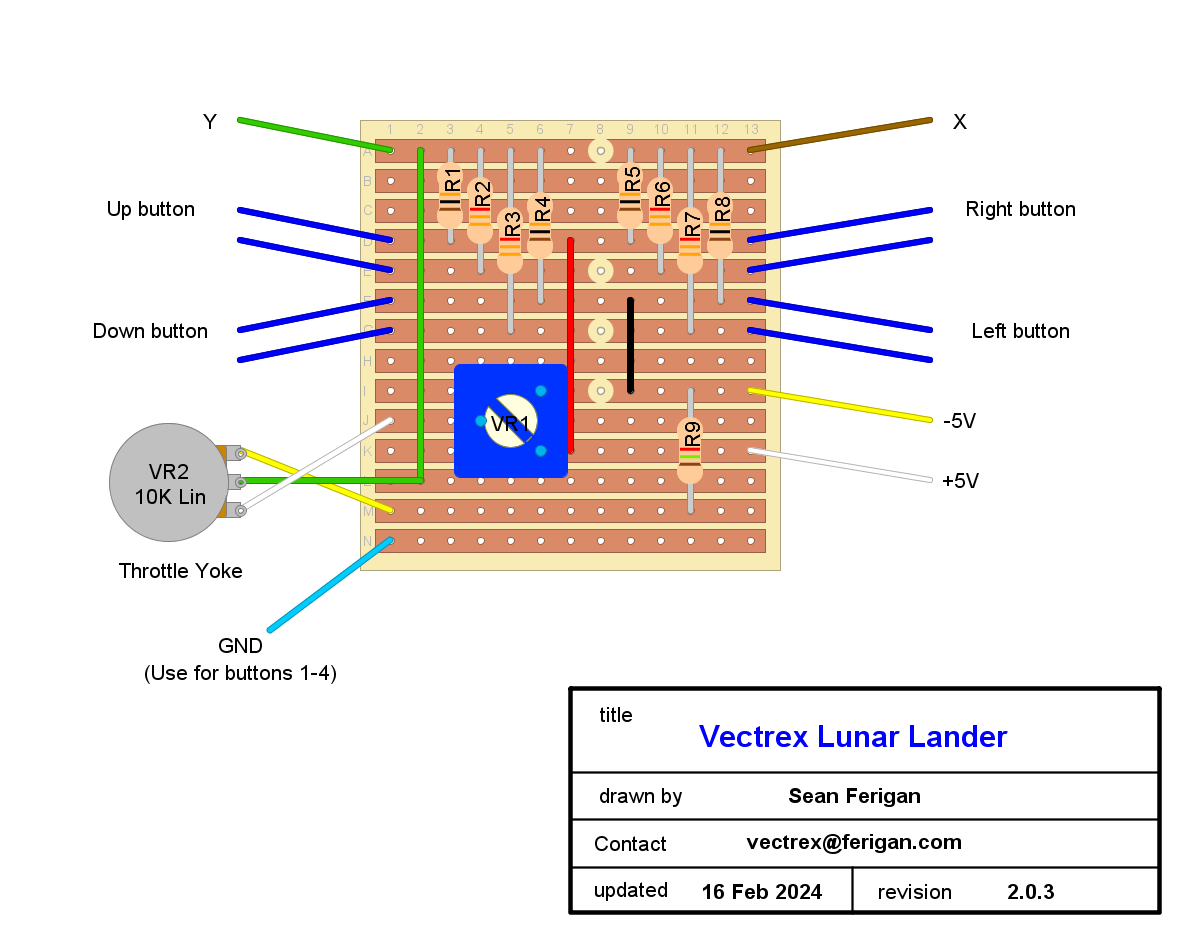 Y
X
1 2 3 4 5 6 7 8 9 10 11 12 13
A
B
C
D
E
F
G
H
I
J
K
L
M
N
R1
R2
R3
R4
R5
R6
R7
R8
Up button
Right button
Down button
Left button
VR1
R9
-5V
+5V
VR2
10K Lin
Throttle Yoke
GND
(Use for buttons 1-4)
title
Vectrex Lunar Lander
drawn by Sean Ferigan
Contact vectrex@ferigan.com
updated 16 Feb 2024 revision 2.0.3